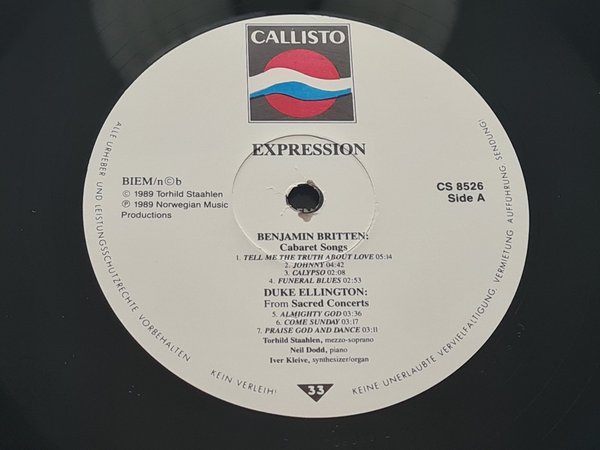 CALLISTO
EXPRESSION
BIEM/n©b
© 1989 Torhild Staahlen
℗ 1989 Norwegian Music
Productions
CS 8526
Side A
BENJAMIN BRITTEN:
Cabaret Songs
1. TELL ME THE TRUTH ABOUT LOVE 05:14
2. JOHNNY 04:42
3. CALYPSO 02:08
4. FUNERAL BLUES 02:53
DUKE ELLINGTON:
From Sacred Concerts
5. ALMIGHTY GOD 03:36
6. COME SUNDAY 03:17
7. PRAISE GOD AND DANCE 03:11
Torhild Staahlen, mezzo-soprano
Neil Dodd, piano
Iver Kleive, synthesizer/organ
33
ALLE URHEBER UND LEISTUNGSSCHUTZRECHTE VORBEHALTEN
KEIN VERLEIH!
KEINE UNERLAUBTE VERVIELFÄLTIGUNG, VERMIETUNG, AUFFÜHRUNG, SENDUNG!